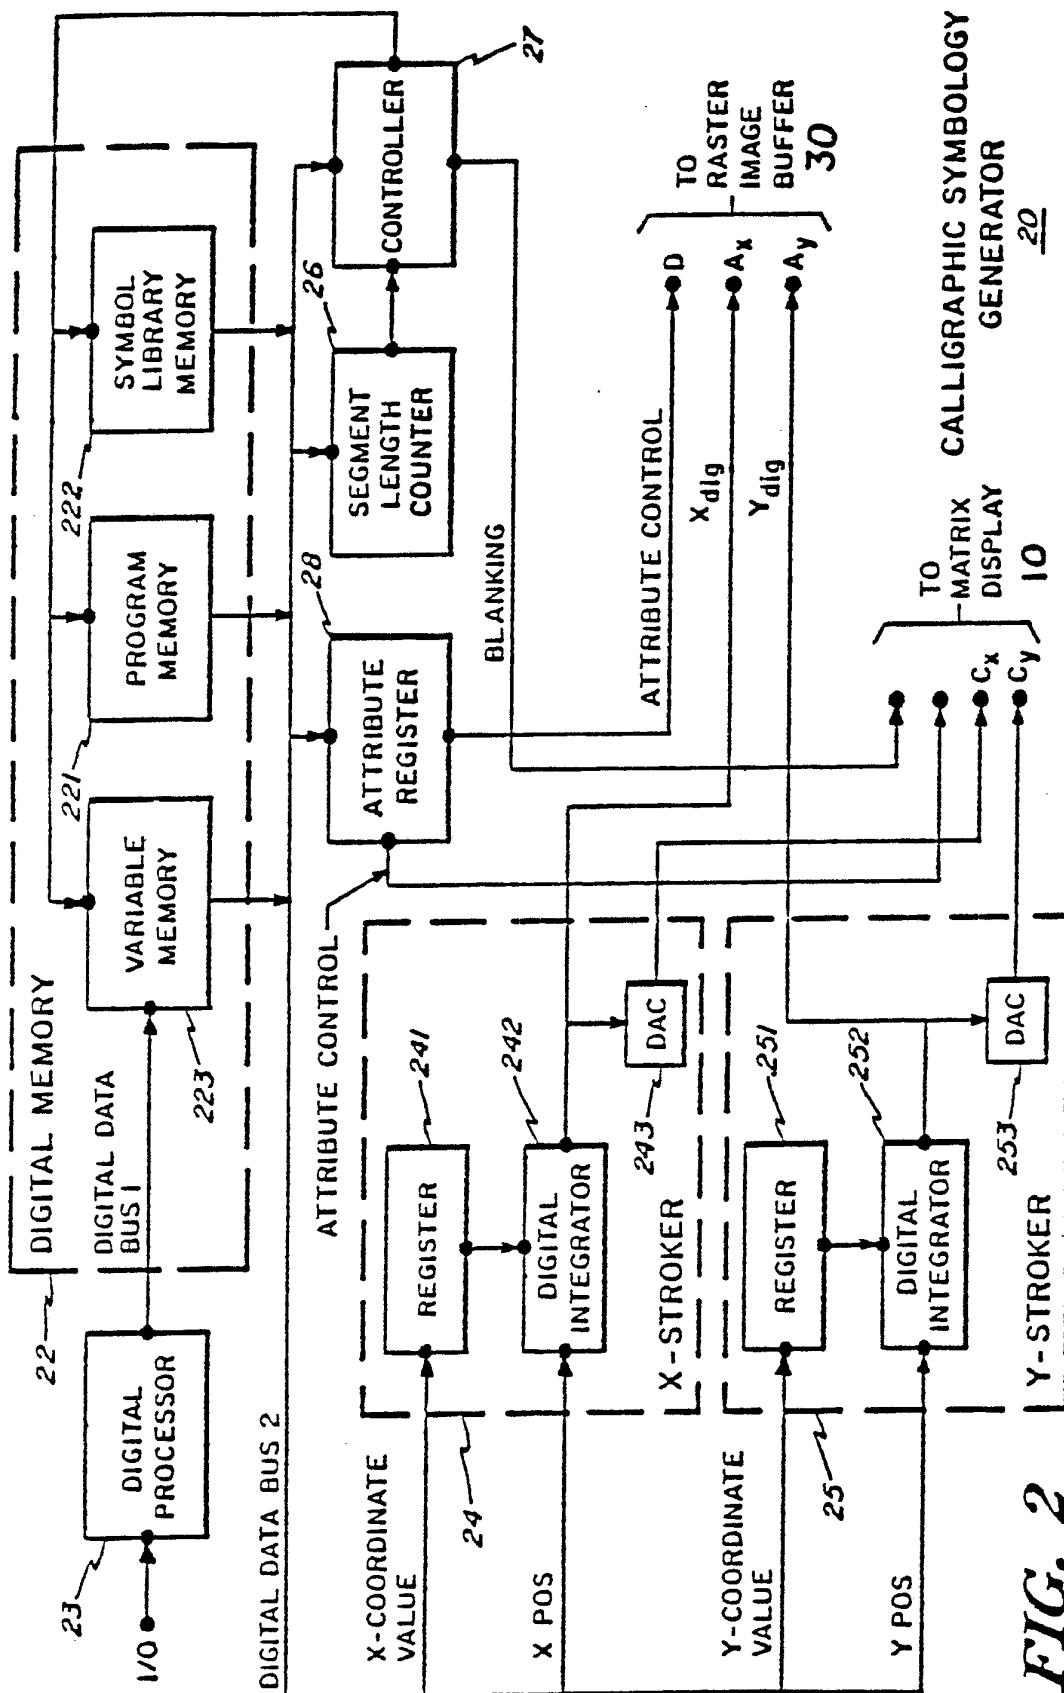 I/O
23
DIGITAL
PROCESSOR
22
DIGITAL MEMORY
DIGITAL DATA
BUS 1
VARIABLE
MEMORY
223
PROGRAM
MEMORY
221
SYMBOL
LIBRARY
MEMORY
222
DIGITAL DATA BUS 2
ATTRIBUTE CONTROL
ATTRIBUTE
REGISTER
28
SEGMENT
LENGTH
COUNTER
26
CONTROLLER
27
BLANKING
X-COORDINATE
VALUE
X POS
24
REGISTER
241
DIGITAL
INTEGRATOR
242
DAC
243
X-STROKER
Y-COORDINATE
VALUE
Y POS
25
REGISTER
251
DIGITAL
INTEGRATOR
252
DAC
253
Y-STROKER
ATTRIBUTE CONTROL
D
Xdig
Ax
Ydig
Ay
TO
RASTER
IMAGE
BUFFER
30
Cx
Cy
TO
MATRIX
DISPLAY
10
CALLIGRAPHIC SYMBOLOGY
GENERATOR
20
FIG. 2